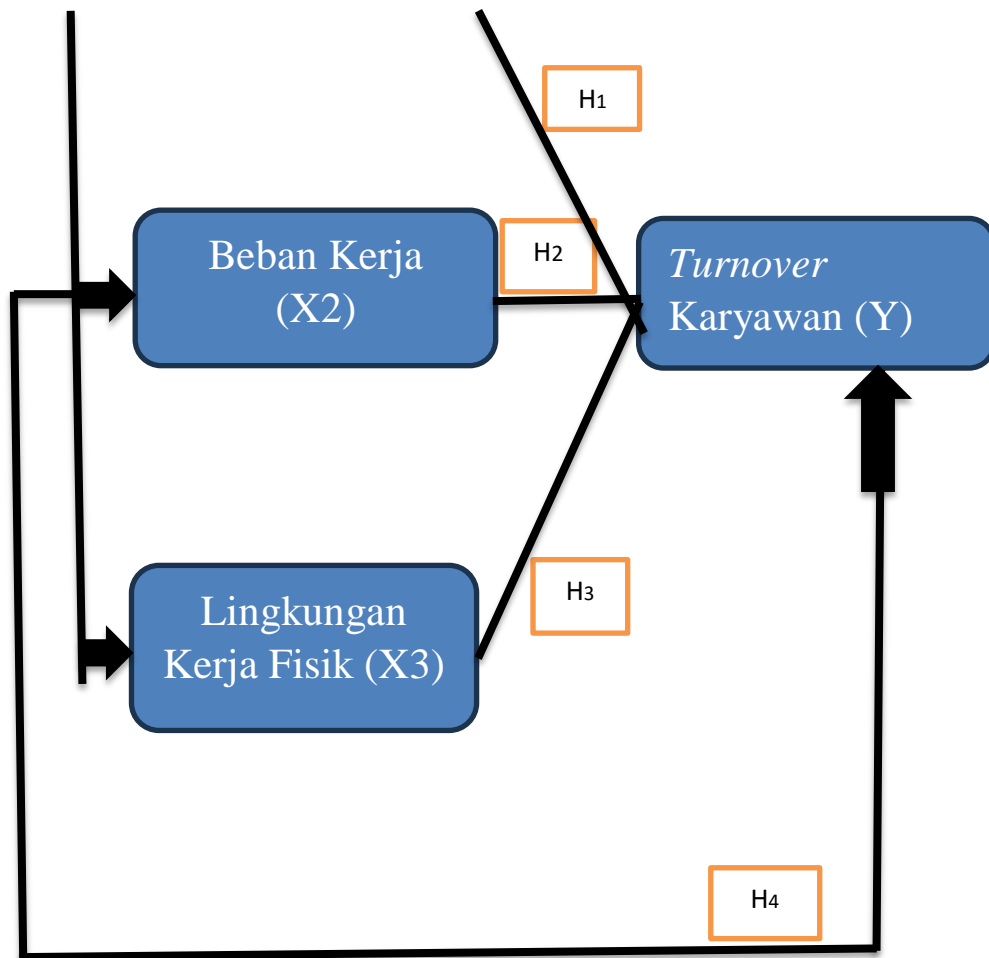 H1
Beban Kerja
(X2)
H2
Turnover
Karyawan (Y)
H3
Lingkungan
Kerja Fisik (X3)
H4